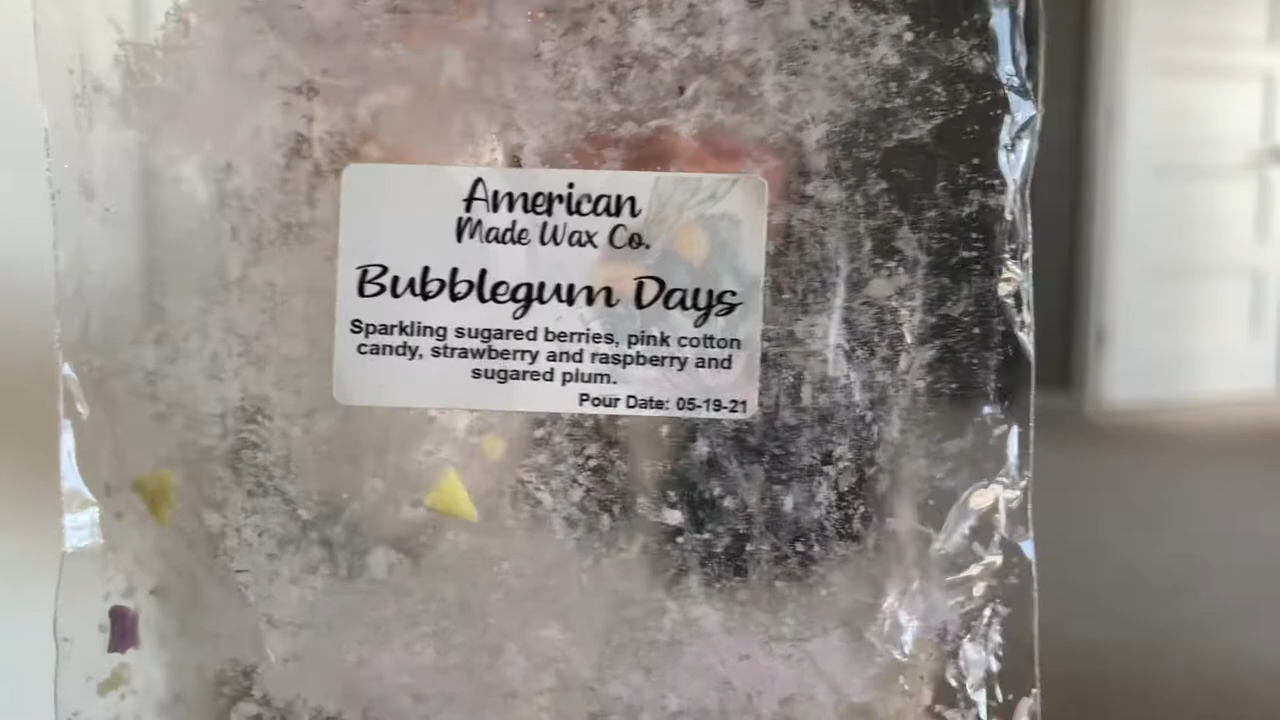 American
Made Wax Co.
Bubblegum Days
Sparkling sugared berries, pink cotton
candy, strawberry and raspberry and
sugared plum.
Pour Date: 05-19-21